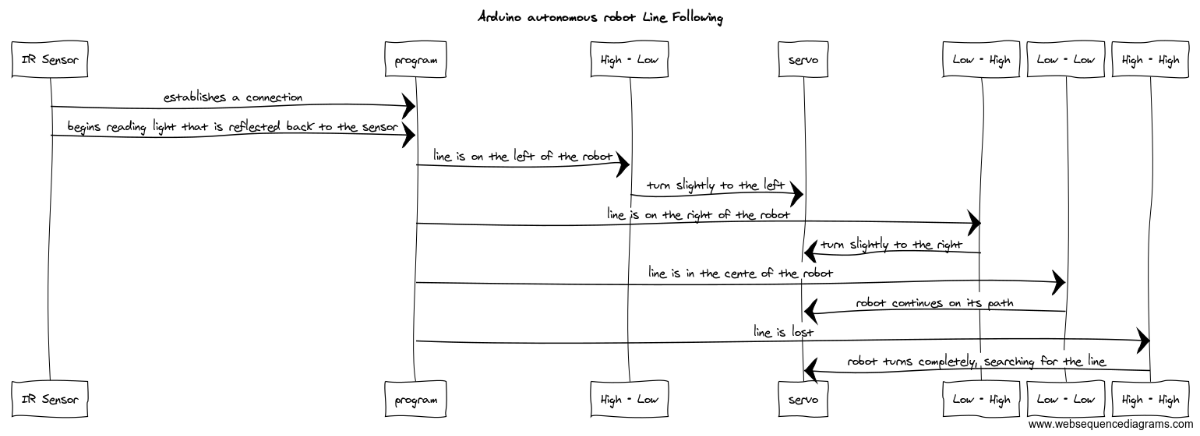 Arduino autonomous robot Line Following
IR Sensor program High - Low servo Low - High Low - Low High - High
establishes a connection
begins reading light that is reflected back to the sensor
line is on the left of the robot
turn slightly to the left
line is on the right of the robot
turn slightly to the right
line is in the centre of the robot
robot continues on its path
line is lost
robot turns completely, searching for the line
IR Sensor program High - Low servo Low - High Low - Low High - High
www.websequencediagrams.com